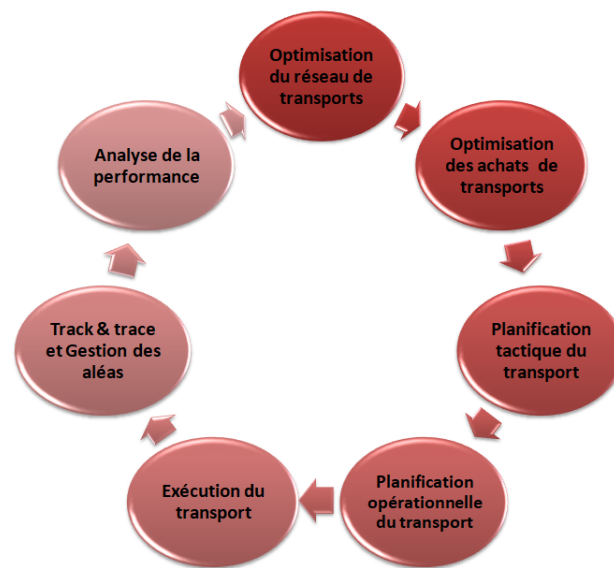 Optimisation
du réseau de
transports
Optimisation
des achats de
transports
Planification
tactique du
transport
Planification
opérationnelle
du transport
Exécution du
transport
Track & trace
et Gestion des
aléas
Analyse de la
performance